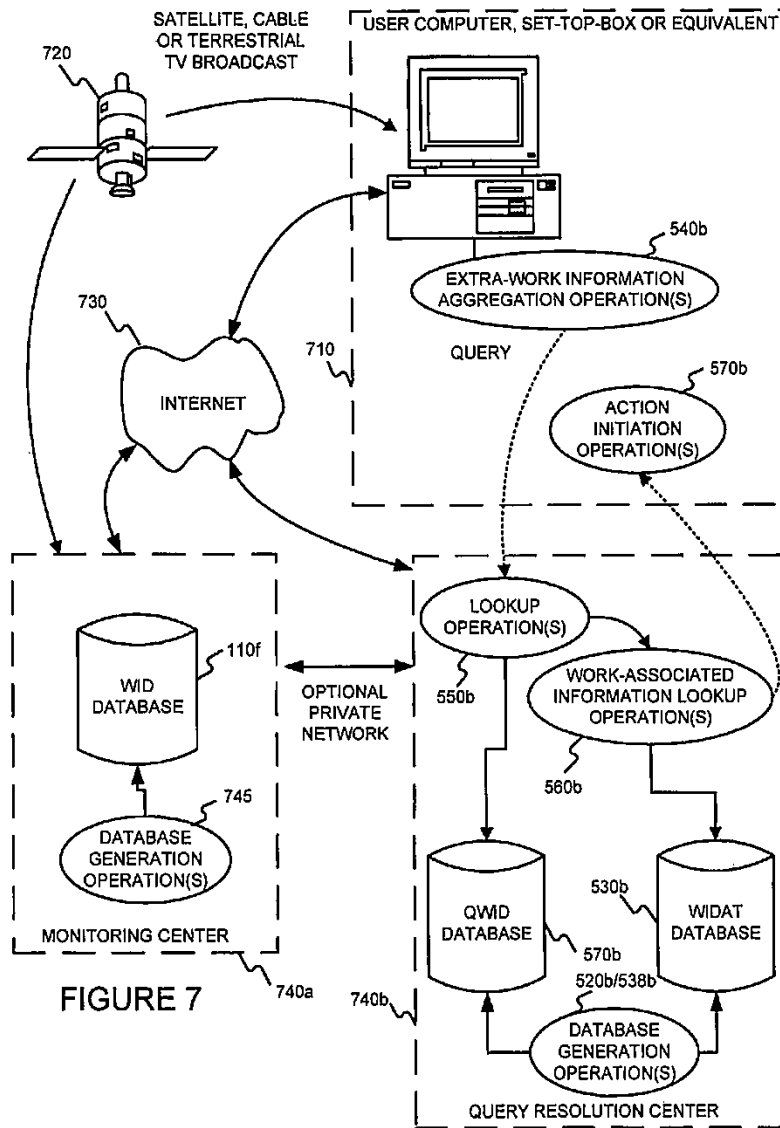 SATELLITE, CABLE
OR TERRESTRIAL
TV BROADCAST
720
USER COMPUTER, SET-TOP-BOX OR EQUIVALENT
540b
EXTRA-WORK INFORMATION
AGGREGATION OPERATION(S)
730
710
QUERY
570b
INTERNET
ACTION
INITIATION
OPERATION(S)
LOOKUP
OPERATION(S)
110f
WID
DATABASE
OPTIONAL
PRIVATE
NETWORK
550b
WORK-ASSOCIATED
INFORMATION LOOKUP
OPERATION(S)
560b
745
DATABASE
GENERATION
OPERATION(S)
530b
QWID
DATABASE
WIDAT
DATABASE
MONITORING CENTER
570b
740a
740b
520b/538b
FIGURE 7
DATABASE
GENERATION
OPERATION(S)
QUERY RESOLUTION CENTER